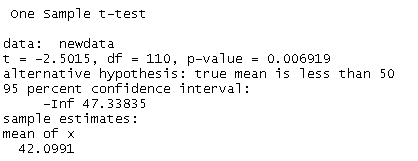 One Sample t-test
data: newdata
t = -2.5015, df = 110, p-value = 0.006919
alternative hypothesis: true mean is less than 50
95 percent confidence interval:
-Inf 47.33835
sample estimates:
mean of x
42.0991